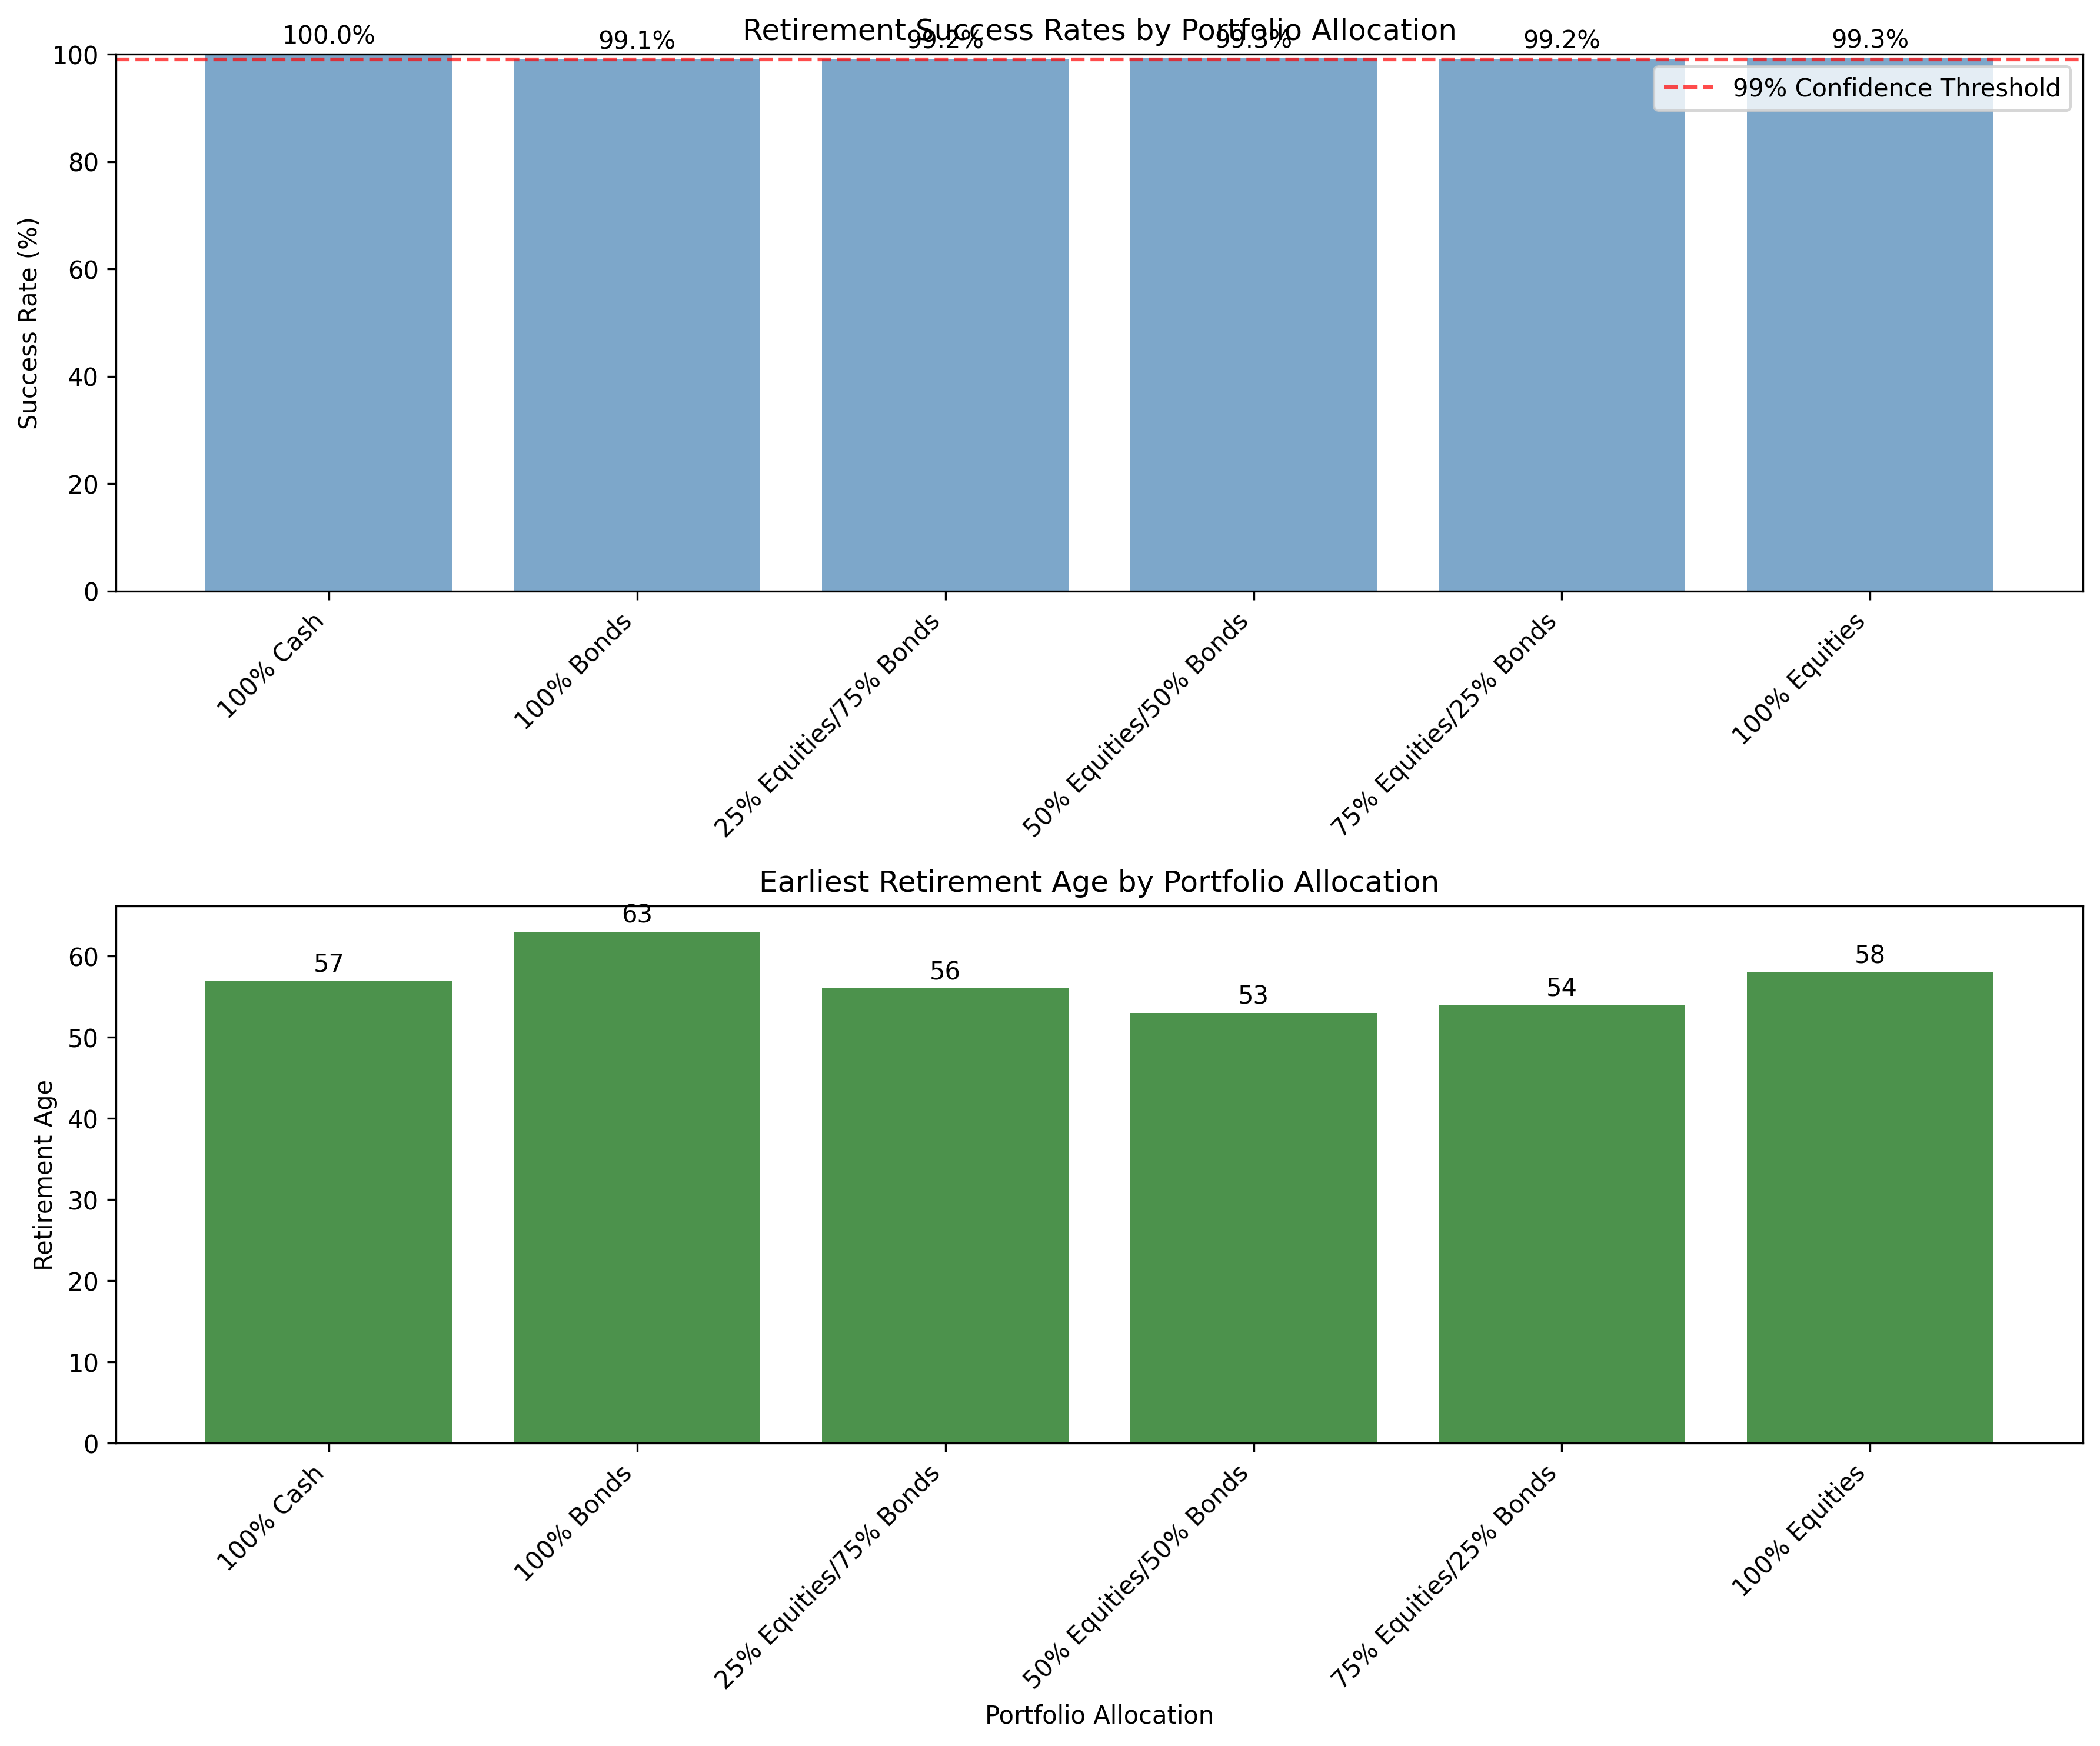 Retirement Success Rates by Portfolio Allocation
100.0%
99.1%
99.2%
99.3%
99.2%
99.3%
99% Confidence Threshold
Success Rate (%)
100
80
60
40
20
0
100% Cash
100% Bonds
25% Equities/75% Bonds
50% Equities/50% Bonds
75% Equities/25% Bonds
100% Equities
Earliest Retirement Age by Portfolio Allocation
57
63
56
53
54
58
Retirement Age
60
50
40
30
20
10
0
100% Cash
100% Bonds
25% Equities/75% Bonds
50% Equities/50% Bonds
75% Equities/25% Bonds
100% Equities
Portfolio Allocation